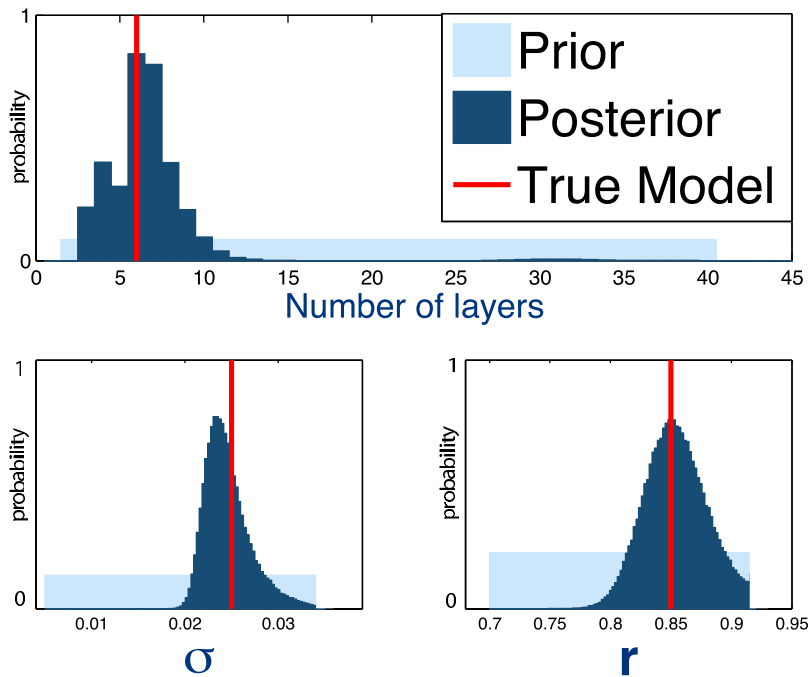 1
probability
0
Prior
Posterior
True Model
0 5 10 15 20 25 30 35 40 45
Number of layers
1
probability
0
0.01 0.02 0.03
σ
1
probability
0
0.7 0.75 0.8 0.85 0.9 0.95
r